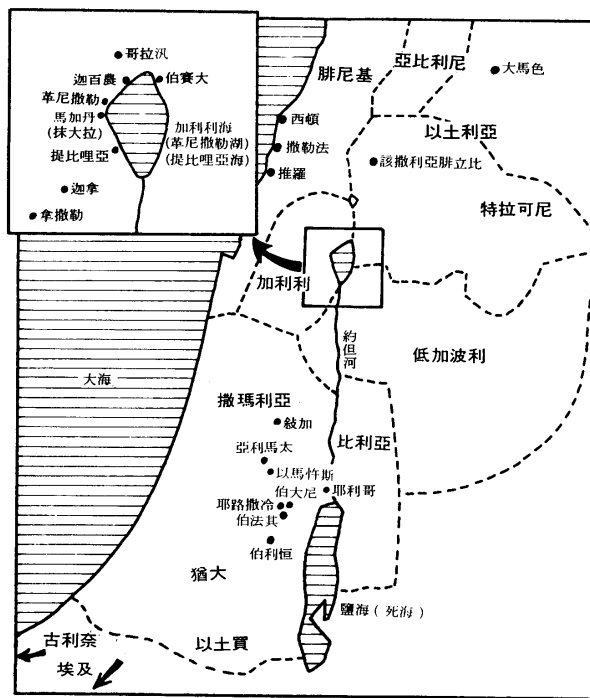 哥拉汎
迦百農
伯賽大
革尼撒勒
馬加丹
(抹大拉)
加利利海
(革尼撒勒湖)
(提比哩亞海)
提比哩亞
迦拿
拿撒勒
腓尼基
亞比利尼
大馬色
西頓
以土利亞
撒勒法
該撒利亞腓立比
推羅
特拉可尼
加利利
約但河
低加波利
大海
撒瑪利亞
敍加
比利亞
亞利馬太
以馬忤斯
伯大尼
耶利哥
耶路撒冷
伯法其
伯利恒
猶大
鹽海(死海)
古利奈
以土買
埃及